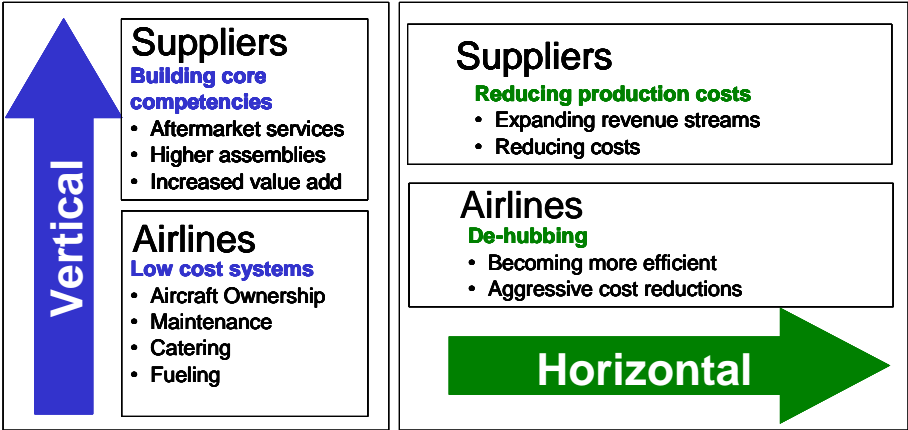 Vertical
Suppliers
Building core
competencies
• Aftermarket services
• Higher assemblies
• Increased value add
Airlines
Low cost systems
• Aircraft Ownership
• Maintenance
• Catering
• Fueling
Suppliers
Reducing production costs
• Expanding revenue streams
• Reducing costs
Airlines
De-hubbing
• Becoming more efficient
• Aggressive cost reductions
Horizontal